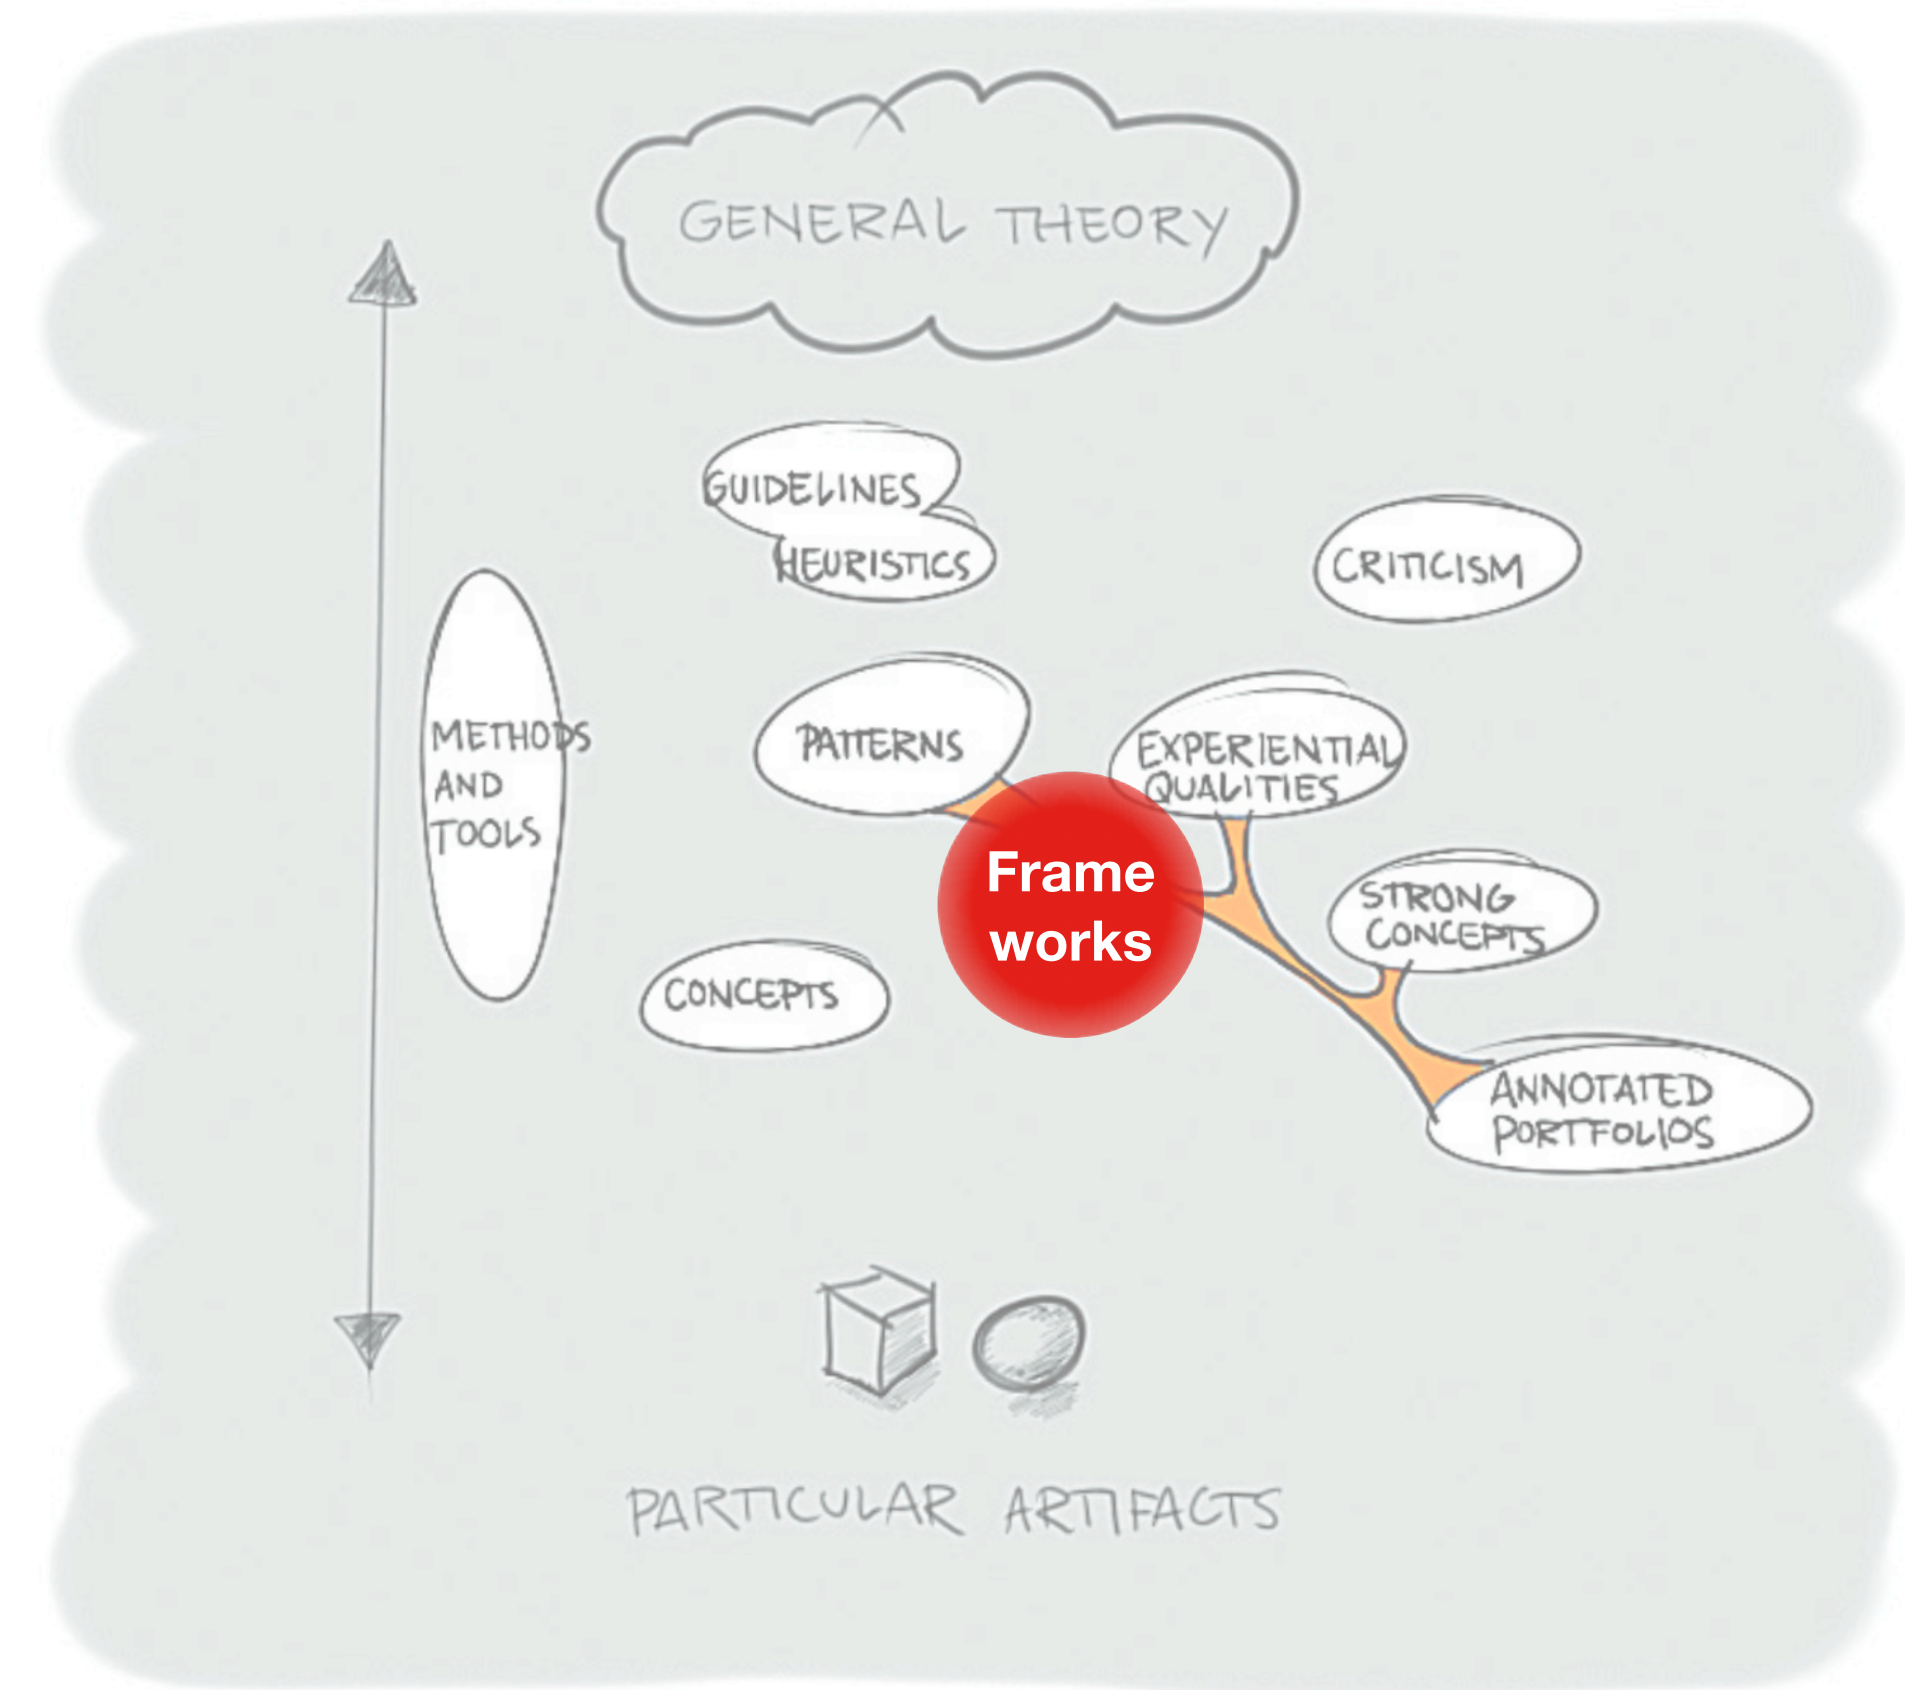 GENERAL THEORY
GUIDELINES
HEURISTICS
CRITICISM
METHODS
AND
TOOLS
PATTERNS
EXPERIENTIAL
QUALITIES
Frame
works
STRONG
CONCEPTS
CONCEPTS
ANNOTATED
PORTFOLIOS
PARTICULAR ARTIFACTS